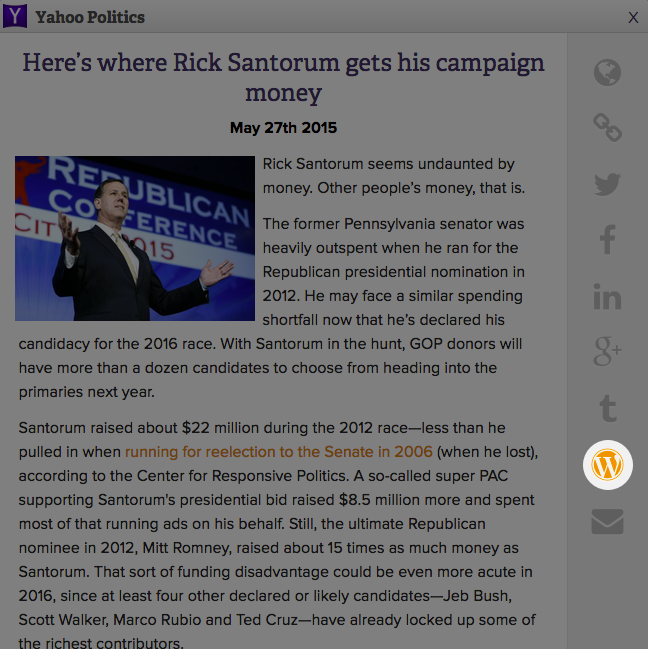 Yahoo Politics
X
Here's where Rick Santorum gets his campaign
money
May 27th 2015
REPUBLICAN
CONFERENCE
CIT 2015
Rick Santorum seems undaunted by
money. Other people's money, that is.
The former Pennsylvania senator was
heavily outspent when he ran for the
Republican presidential nomination in
2012. He may face a similar spending
shortfall now that he's declared his
candidacy for the 2016 race. With Santorum in the hunt, GOP donors will
have more than a dozen candidates to choose from heading into the
primaries next year.
Santorum raised about $22 million during the 2012 race—less than he
pulled in when running for reelection to the Senate in 2006 (when he lost),
according to the Center for Responsive Politics. A so-called super PAC
supporting Santorum's presidential bid raised $8.5 million more and spent
most of that running ads on his behalf. Still, the ultimate Republican
nominee in 2012, Mitt Romney, raised about 15 times as much money as
Santorum. That sort of funding disadvantage could be even more acute in
2016, since at least four other declared or likely candidates—Jeb Bush,
Scott Walker, Marco Rubio and Ted Cruz—have already locked up some of
the richest contributors.